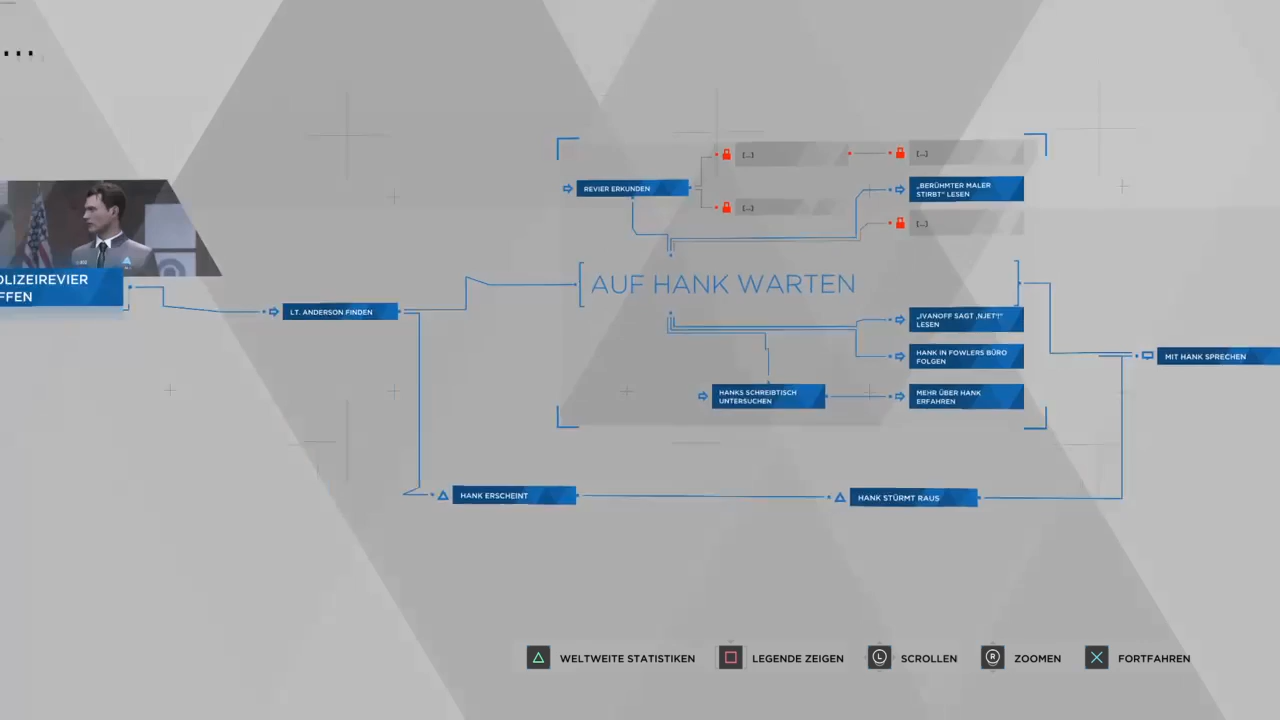 ...
[...]
[...]
REVIER ERKUNDEN
„BERÜHMTER MALER
STIRBT“ LESEN
[...]
[...]
OLIZEIREVIER
FFEN
AUF HANK WARTEN
LT. ANDERSON FINDEN
„IVANOFF SAGT ‚NJET‘!“
LESEN
HANK IN FOWLERS BÜRO
FOLGEN
MIT HANK SPRECHEN
HANKS SCHREIBTISCH
UNTERSUCHEN
MEHR ÜBER HANK
ERFAHREN
HANK ERSCHEINT
HANK STÜRMT RAUS
WELTWEITE STATISTIKEN
LEGENDE ZEIGEN
L
SCROLLEN
R
ZOOMEN
FORTFAHREN